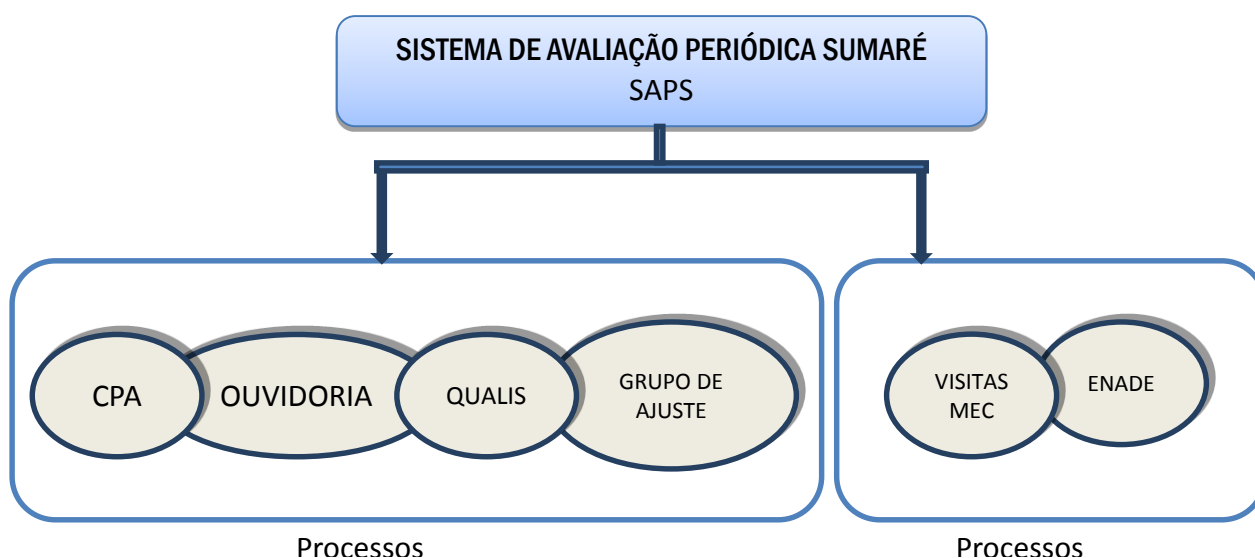 SISTEMA DE AVALIAÇÃO PERIÓDICA SUMARÉ
SAPS
CPA
OUVIDORIA
QUALIS
GRUPO DE
AJUSTE
VISITAS
MEC
ENADE
Processos
Processos